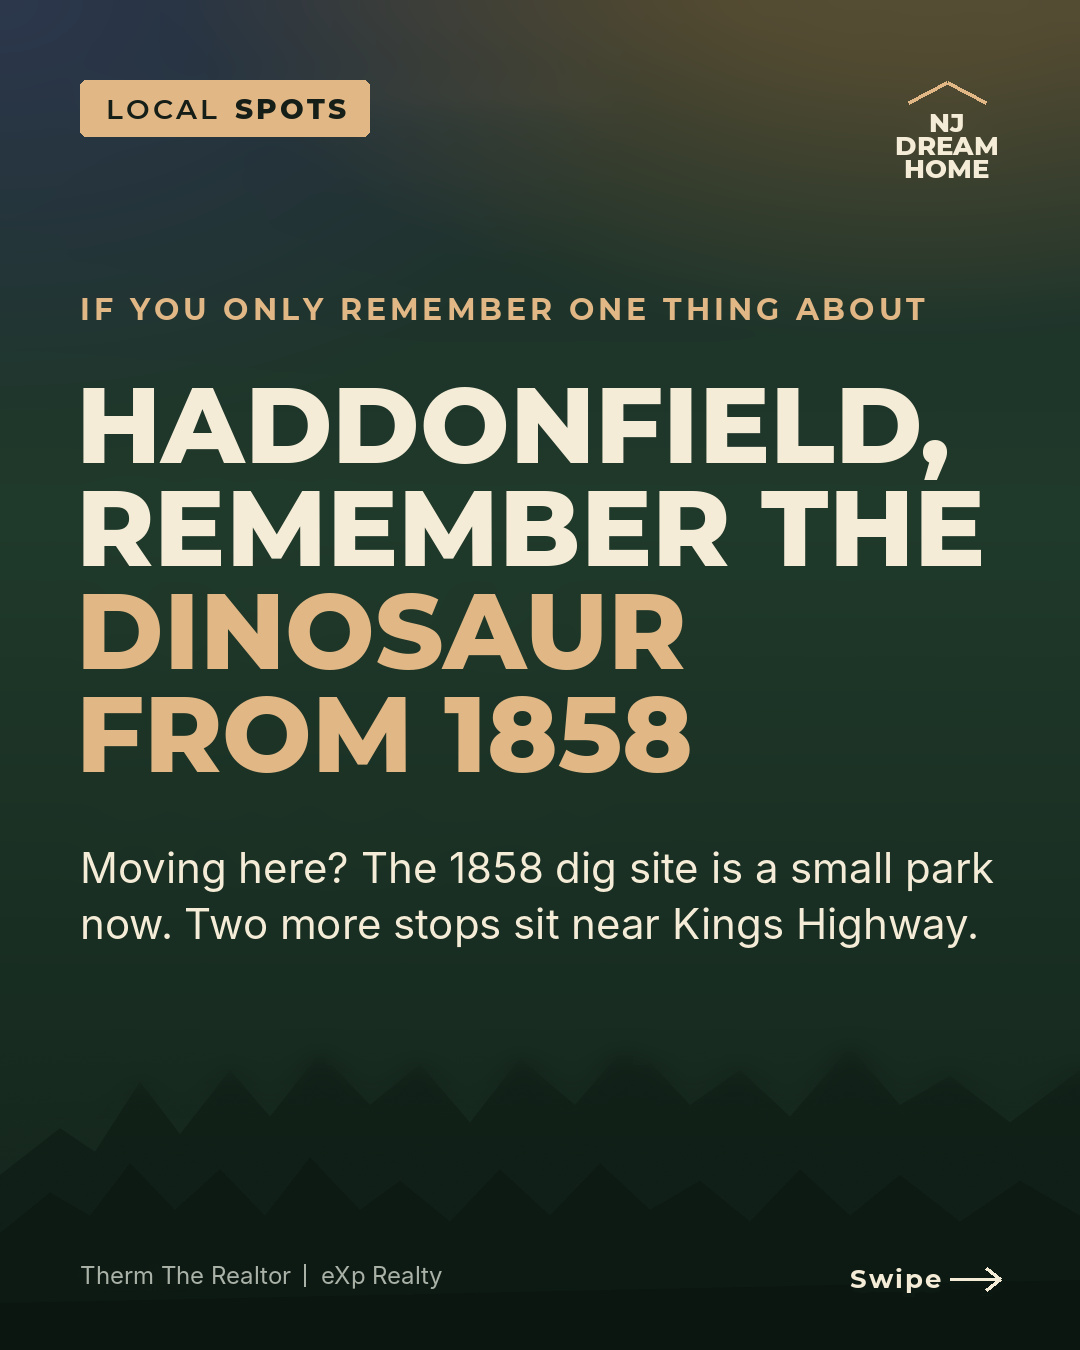 LOCAL SPOTS
NJ
DREAM
HOME
IF YOU ONLY REMEMBER ONE THING ABOUT
HADDONFIELD,
REMEMBER THE
DINOSAUR
FROM 1858
Moving here? The 1858 dig site is a small park
now. Two more stops sit near Kings Highway.
Therm The Realtor | eXp Realty
Swipe